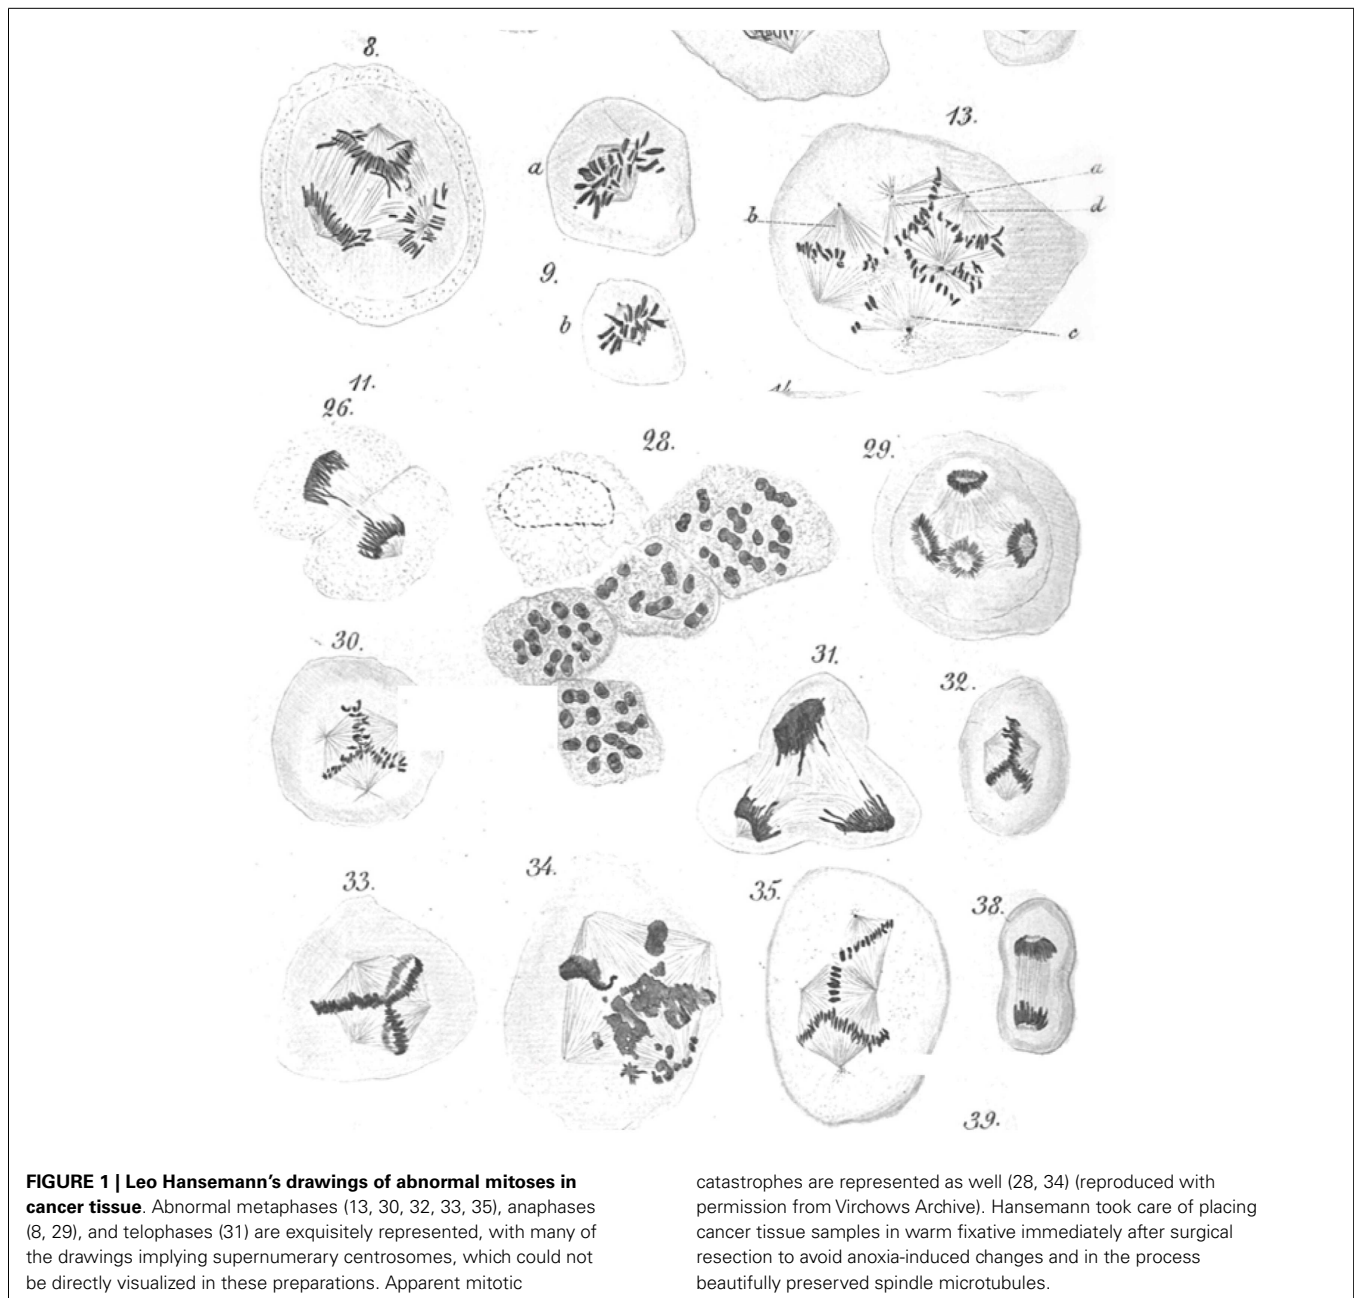 8.
13.
a
a
d
b
9.
b
c
11.
26.
28.
29.
30.
31.
32.
33.
34.
35.
38.
39.
FIGURE 1 | Leo Hansemann's drawings of abnormal mitoses in
cancer tissue. Abnormal metaphases (13, 30, 32, 33, 35), anaphases
(8, 29), and telophases (31) are exquisitely represented, with many of
the drawings implying supernumerary centrosomes, which could not
be directly visualized in these preparations. Apparent mitotic
catastrophes are represented as well (28, 34) (reproduced with
permission from Virchows Archive). Hansemann took care of placing
cancer tissue samples in warm fixative immediately after surgical
resection to avoid anoxia-induced changes and in the process
beautifully preserved spindle microtubules.